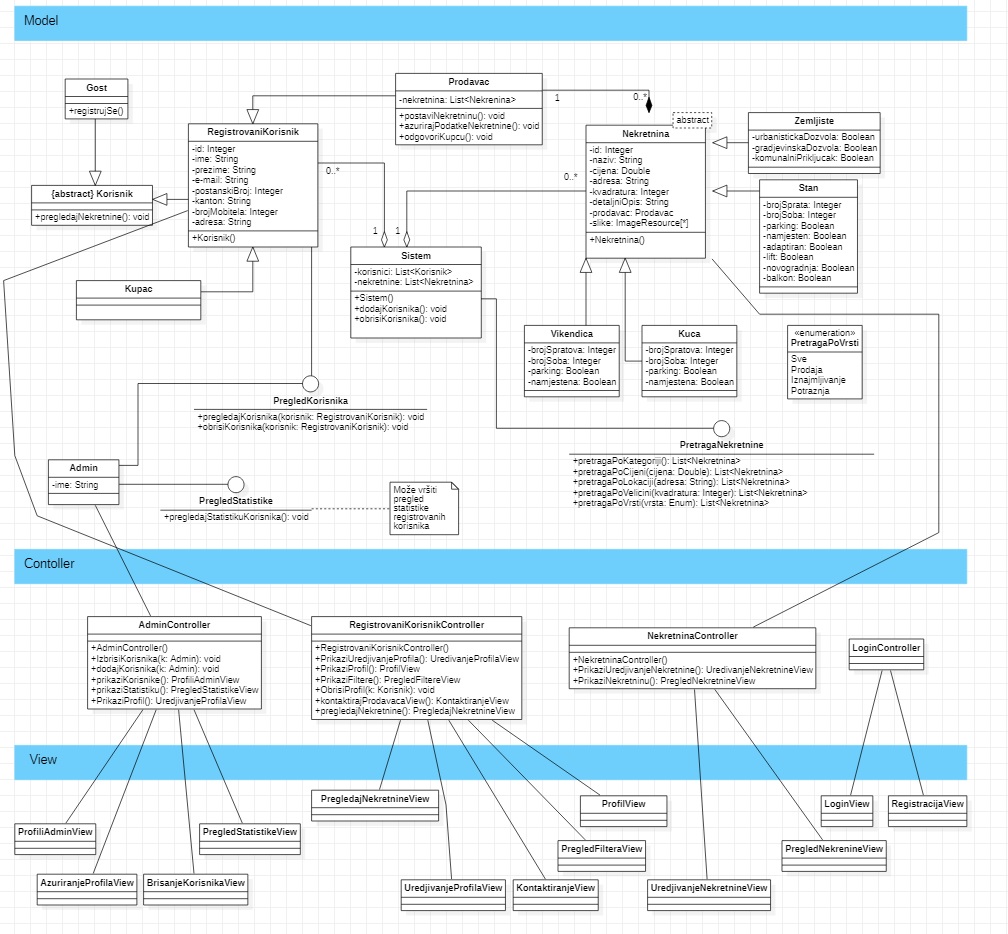 Model
Gost
+registrujSe()
Prodavac
-nekretnina: List<Nekrenina>
+postaviNekretninu(): void
+azurirajPodatkeNekretnine(): void
+odgovoriKupcu(): void
1
0..*
RegistrovaniKorisnik
-id: Integer
-ime: String
-prezime: String
-e-mail: String
-postanskiBroj: Integer
-kanton: String
-brojMobitela: Integer
-adresa: String
+Korisnik()
0..*
{abstract} Korisnik
+pregledajNekretnine(): void
Kupac
abstract
Nekretnina
-id: Integer
-naziv: String
-cijena: Double
-adresa: String
-kvadratura: Integer
-detaljniOpis: String
-prodavac: Prodavac
-slike: ImageResource[*]
+Nekretnina()
0..*
Zemljiste
-urbanistickaDozvola: Boolean
-gradjevinskaDozvola: Boolean
-komunalniPrikljucak: Boolean
Stan
-brojSprata: Integer
-brojSoba: Integer
-parking: Boolean
-namjesten: Boolean
-adaptiran: Boolean
-lift: Boolean
-novogradnja: Boolean
-balkon: Boolean
1
1
Sistem
-korisnici: List<Korisnik>
-nekretnine: List<Nekretnina>
+Sistem()
+dodajKorisnika(): void
+obrisiKorisnika(): void
Vikendica
-brojSpratova: Integer
-brojSoba: Integer
-parking: Boolean
-namjestena: Boolean
Kuca
-brojSpratova: Integer
-brojSoba: Integer
-parking: Boolean
-namjestena: Boolean
«enumeration»
PretragaPoVrsti
Sve
Prodaja
Iznajmljivanje
Potraznja
PregledKorisnika
+pregledajKorisnika(korisnik: RegistrovaniKorisnik): void
+obrisiKorisnika(korisnik: RegistrovaniKorisnik): void
PretragaNekretnine
+pretragaPoKategoriji(): List<Nekretnina>
+pretragaPoCijeni(cijena: Double): List<Nekretnina>
+pretragaPoLokaciji(adresa: String): List<Nekretnina>
+pretragaPoVelicini(kvadratura: Integer): List<Nekretnina>
+pretragaPoVrsti(vrsta: Enum): List<Nekretnina>
Admin
-ime: String
PregledStatistike
+pregledajStatistikuKorisnika(): void
Može vršiti
pregled
statistike
registrovanih
korisnika
Contoller
AdminController
+AdminController()
+IzbrisiKorisnika(k: Admin): void
+dodajKorisnika(k: Admin): void
+prikaziKorisnike(): ProfiliAdminView
+prikaziStatistiku(): PregledStatistikeView
+PrikaziProfil(): UredjivanjeProfilaView
RegistrovaniKorisnikController
+RegistrovaniKorisnikController()
+PrikaziUredjivanjeProfila(): UredivanjeProfilaView
+PrikaziProfil(): ProfilView
+PrikaziFiltere(): PregledFiltereView
+ObrisiProfil(k: Korisnik): void
+kontaktirajProdavacaView(): KontaktiranjeView
+pregledajNekretnine(): PregledajNekretnineView
NekretninaController
+NekretninaController()
+PrikaziUredjivanjeNekretnine(): UredivanjeNekretnineView
+PrikaziNekretninu(): PregledNekretnineView
LoginController
View
PregledajNekretnineView
ProfilView
LoginView
RegistracijaView
ProfiliAdminView
PregledStatistikeView
PregledFilteraView
PregledNekrenineView
AzuriranjeProfilaView
BrisanjeKorisnikaView
UredjivanjeProfilaView
KontaktiranjeView
UredjivanjeNekretnineView